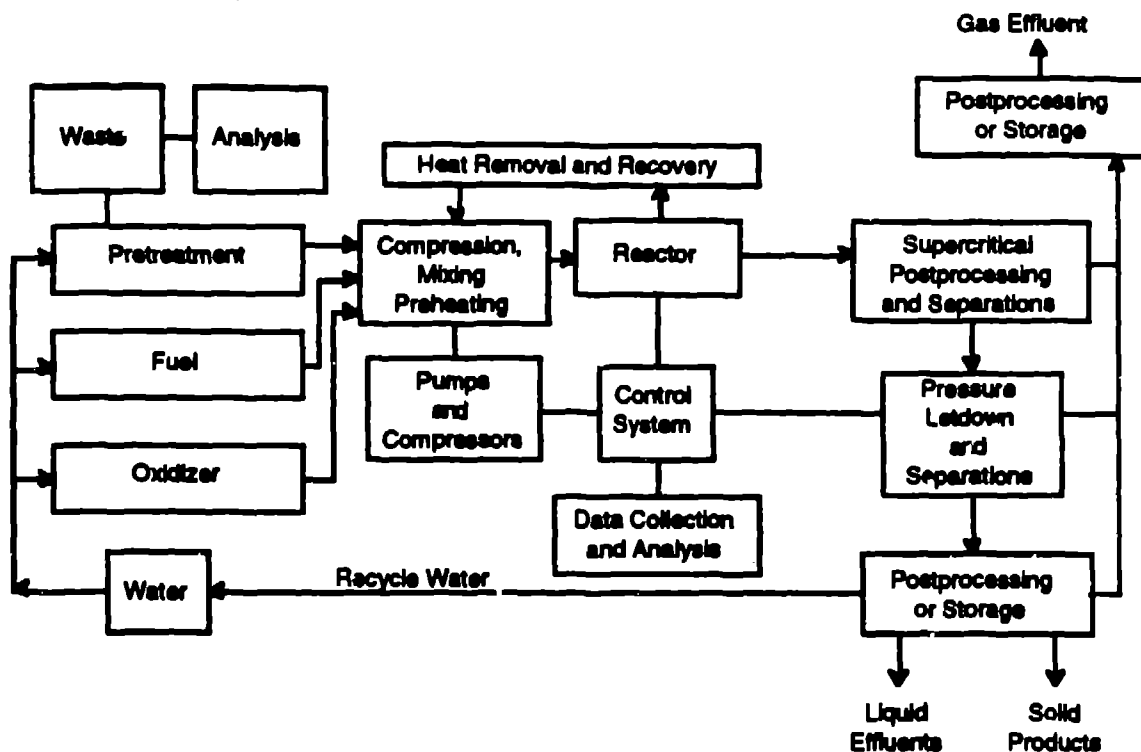 Gas Effluent
Postprocessing
or Storage
Waste
Analysis
Heat Removal and Recovery
Pretreatment
Compression,
Mixing
Preheating
Reactor
Supercritical
Postprocessing
and Separations
Fuel
Pumps
and
Compressors
Control
System
Pressure
Letdown
and
Separations
Oxidizer
Data Collection
and Analysis
Water
Recycle Water
Postprocessing
or Storage
Liquid
Effluents
Solid
Products